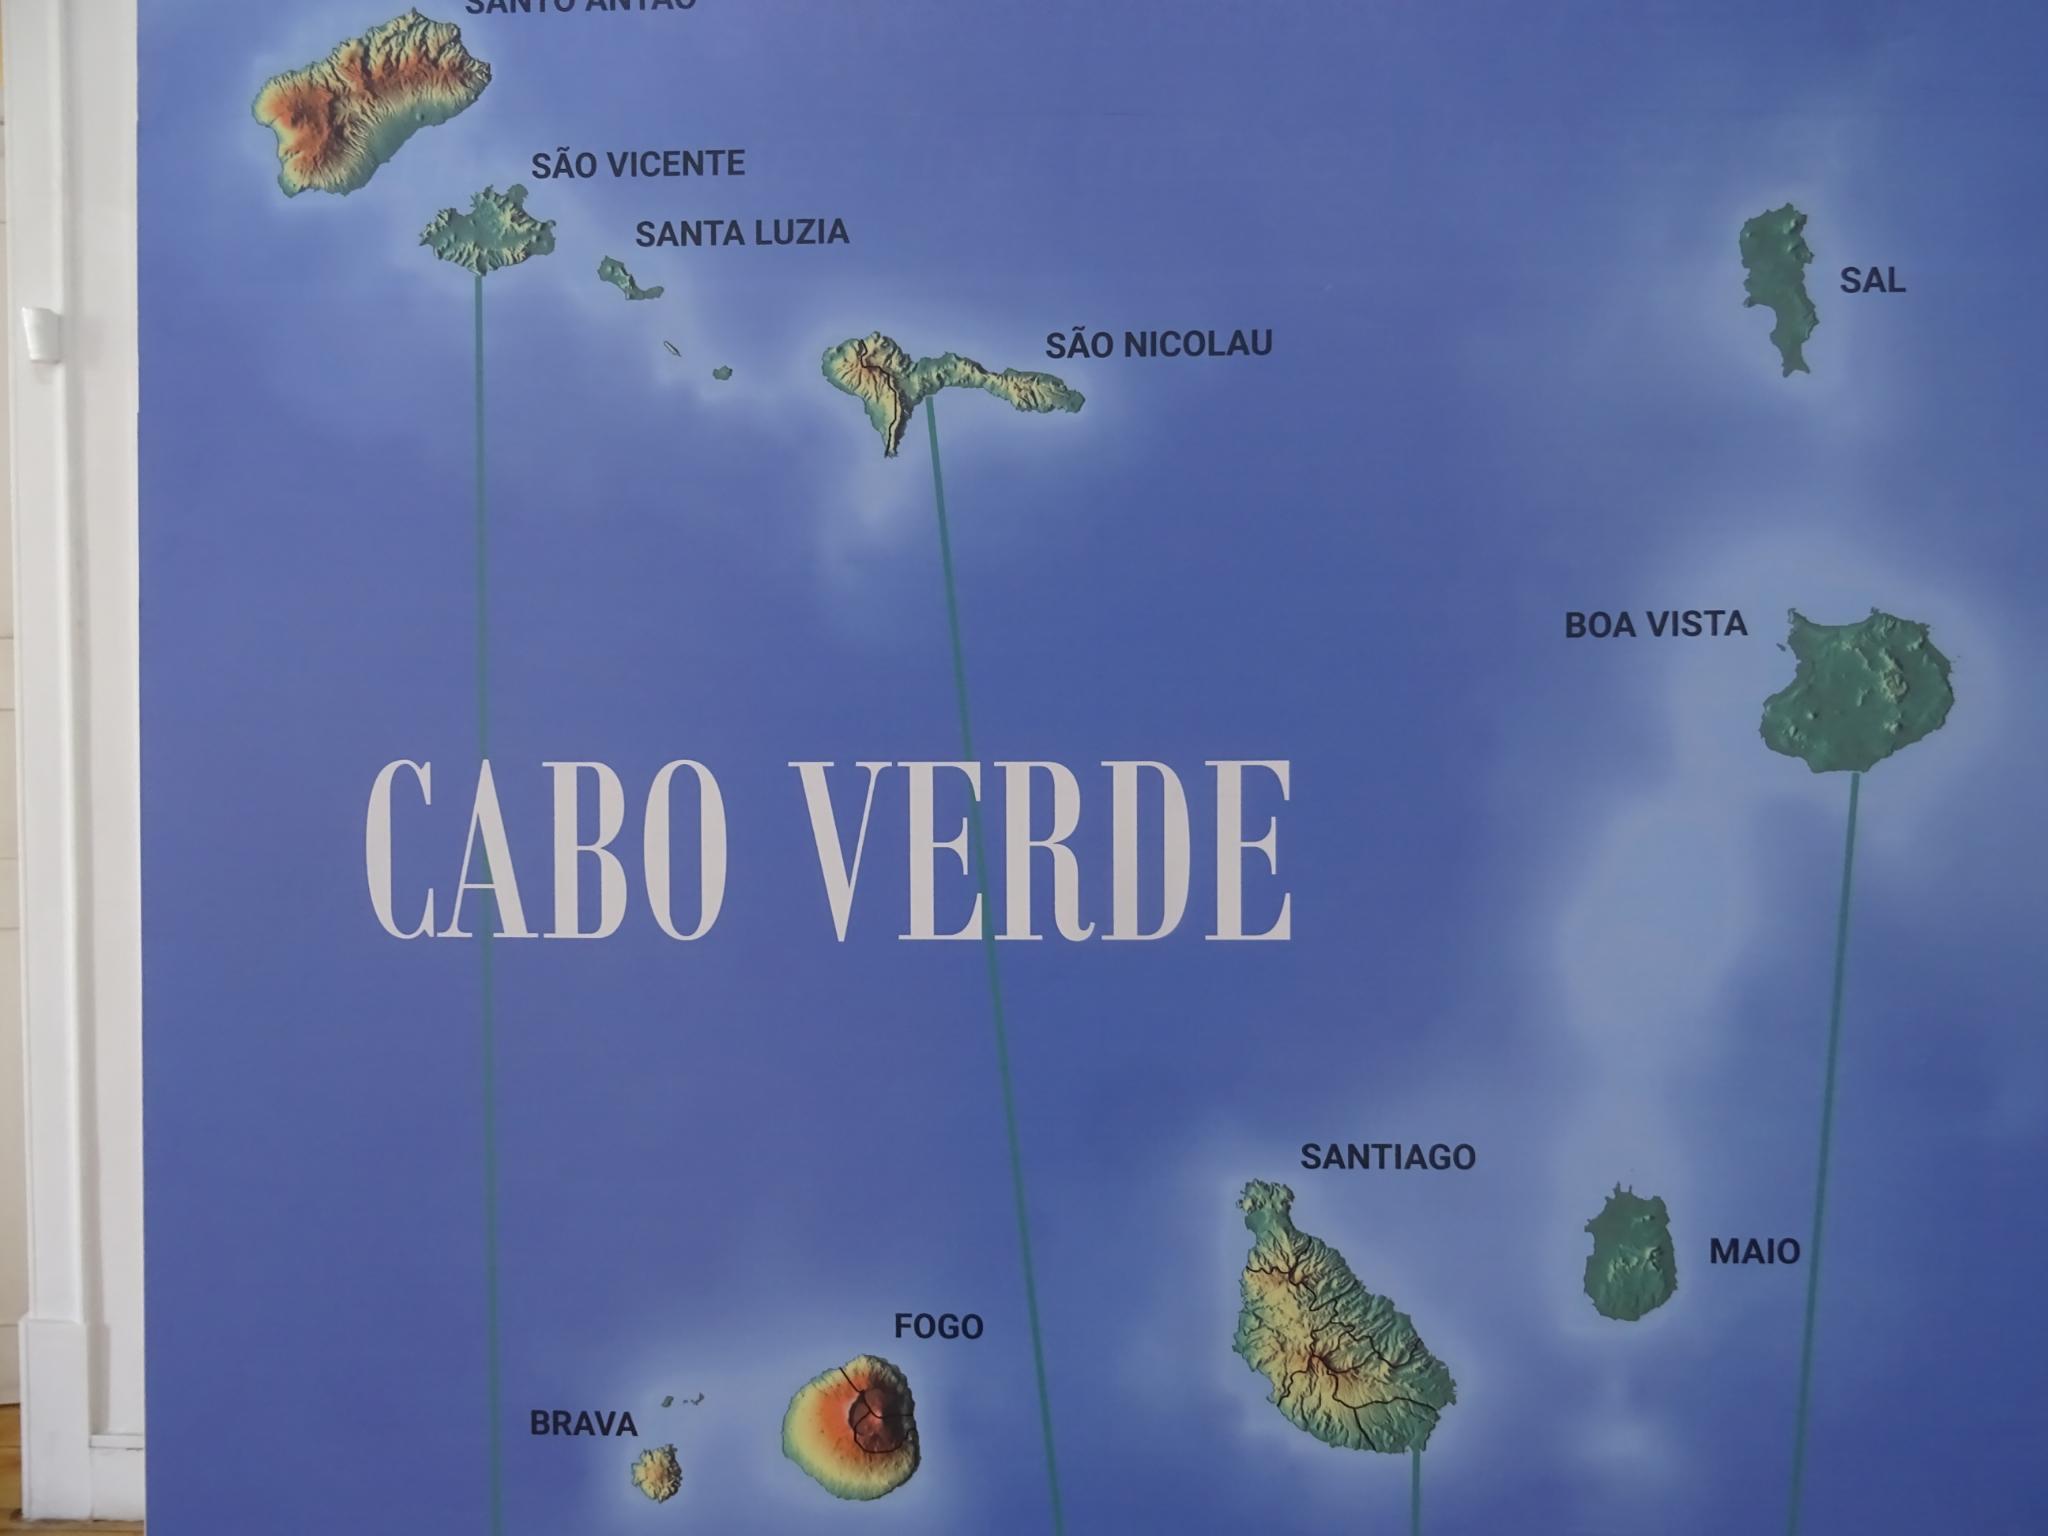 SANTO ANTÃO
SÃO VICENTE
SANTA LUZIA
SAL
SÃO NICOLAU
BOA VISTA
CABO VERDE
SANTIAGO
MAIO
FOGO
BRAVA